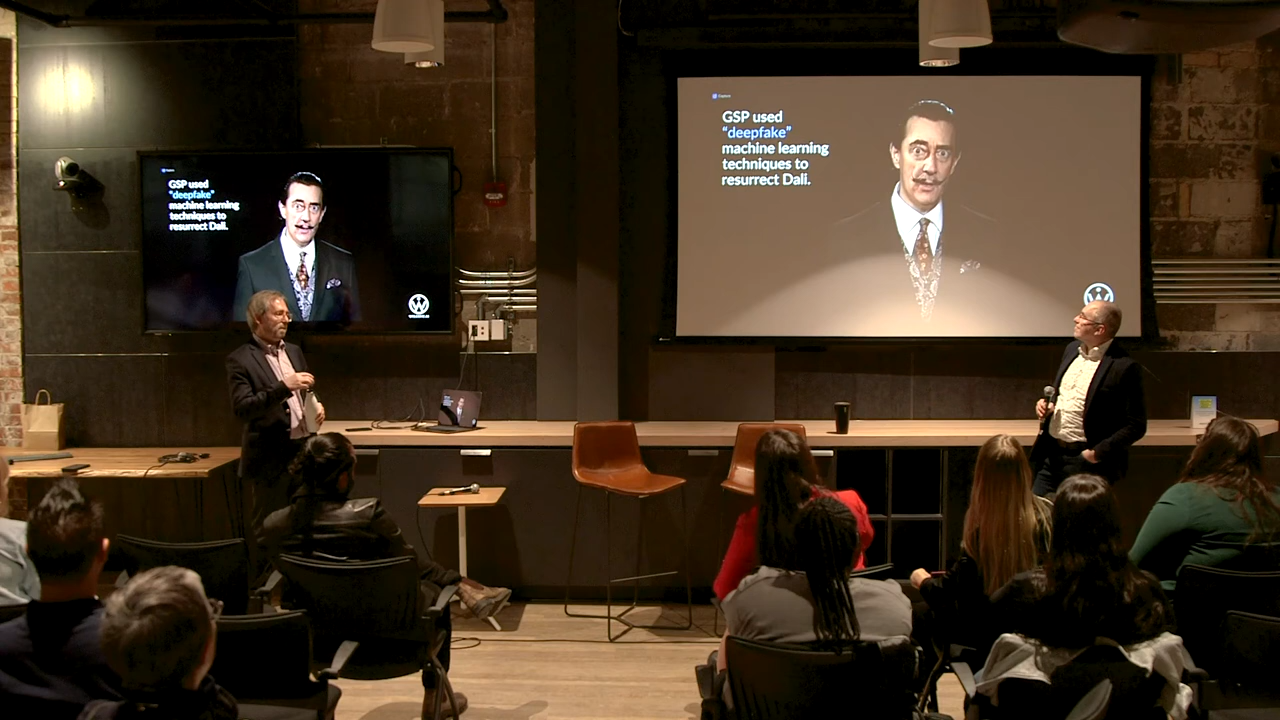 GSP used
“deepfake”
machine learning
techniques to
resurrect Dali.
GSP used
“deepfake”
machine learning
techniques to
resurrect Dali.